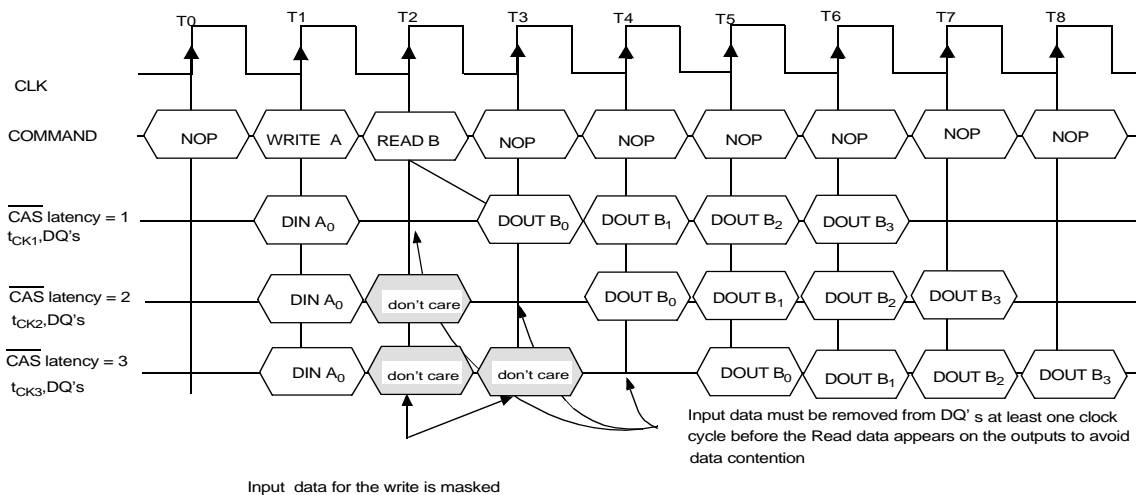 T0 T1 T2 T3 T4 T5 T6 T7 T8
CLK
COMMAND NOP WRITE A READ B NOP NOP NOP NOP NOP NOP
CAS latency = 1
tCK1,DQ's
DIN A0 DOUT B0 DOUT B1 DOUT B2 DOUT B3
CAS latency = 2
tCK2,DQ's
DIN A0 don't care DOUT B0 DOUT B1 DOUT B2 DOUT B3
CAS latency = 3
tCK3,DQ's
DIN A0 don't care don't care DOUT B0 DOUT B1 DOUT B2 DOUT B3
Input data must be removed from DQ' s at least one clock
cycle before the Read data appears on the outputs to avoid
data contention
Input data for the write is masked